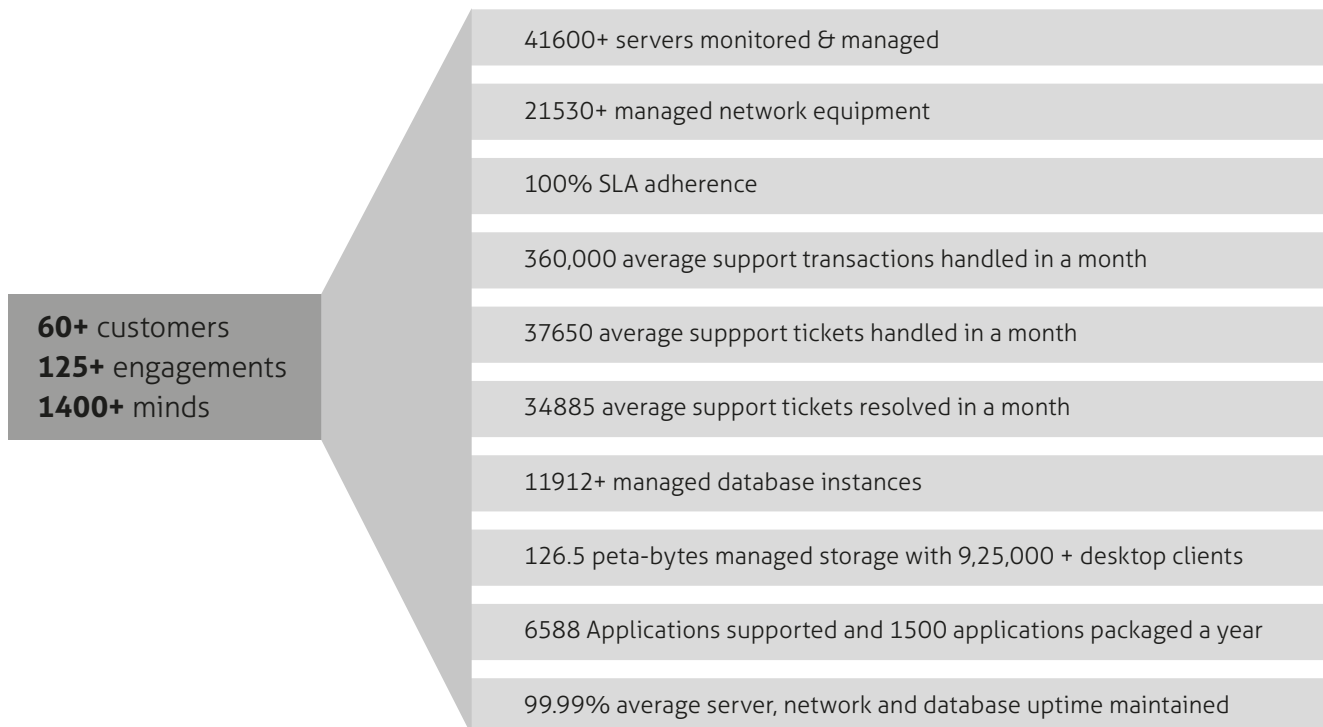 41600+ servers monitored & managed
21530+ managed network equipment
100% SLA adherence
360,000 average support transactions handled in a month
60+ customers
125+ engagements
1400+ minds
37650 average suppport tickets handled in a month
34885 average support tickets resolved in a month
11912+ managed database instances
126.5 peta-bytes managed storage with 9,25,000 + desktop clients
6588 Applications supported and 1500 applications packaged a year
99.99% average server, network and database uptime maintained